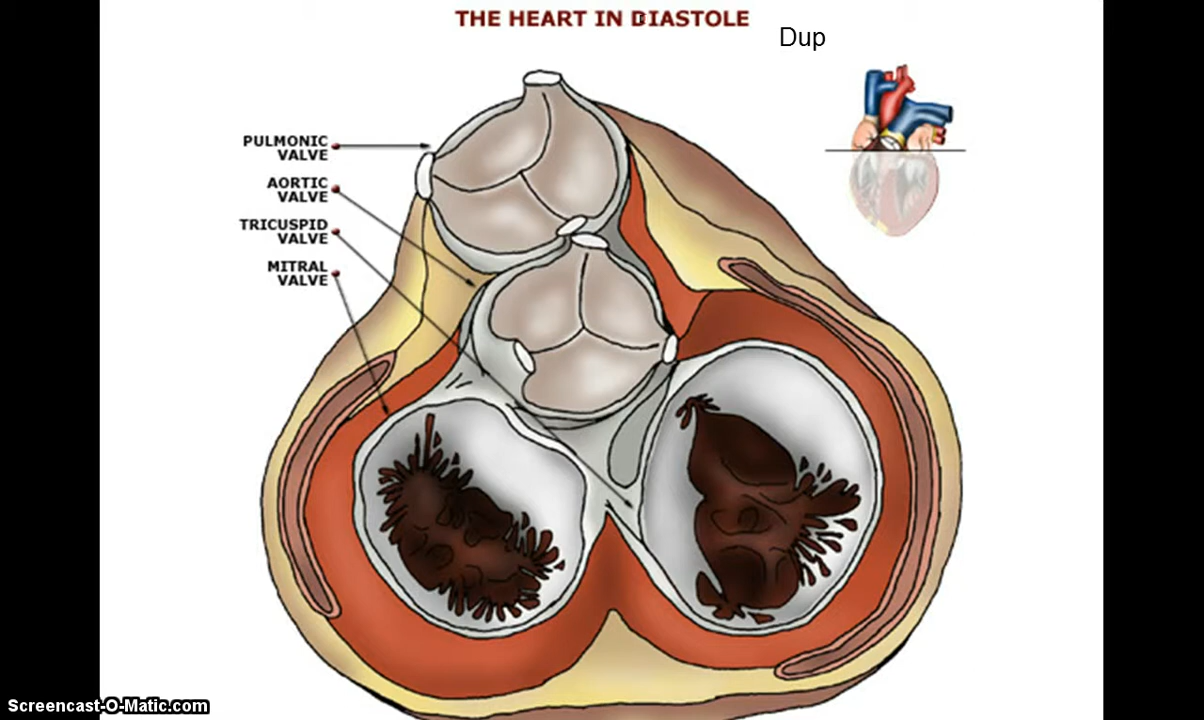 THE HEART IN DIASTOLE
Dup
PULMONIC
VALVE
AORTIC
VALVE
TRICUSPID
VALVE
MITRAL
VALVE
Screencast-O-Matic.com